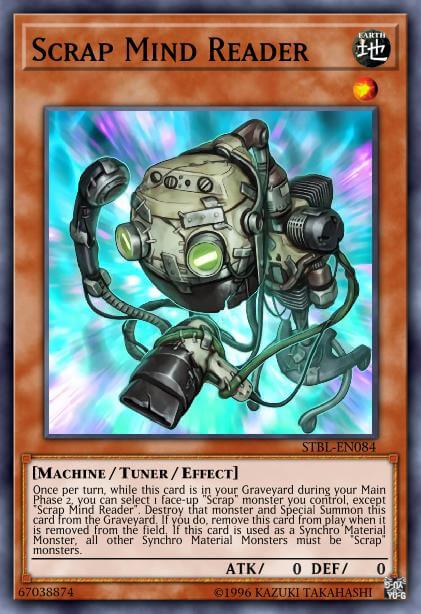 Scrap Mind Reader
EARTH
地
STBL-EN084
[Machine / Tuner / Effect]
Once per turn, while this card is in your Graveyard during your Main
Phase 2, you can select 1 face-up "Scrap" monster you control, except
"Scrap Mind Reader". Destroy that monster and Special Summon this
card from the Graveyard. If you do, remove this card from play when it
is removed from the field. If this card is used as a Synchro Material
Monster, all other Synchro Material Monsters must be "Scrap"
monsters.
ATK/ 0 DEF/ 0
67038874 ©1996 KAZUKI TAKAHASHI